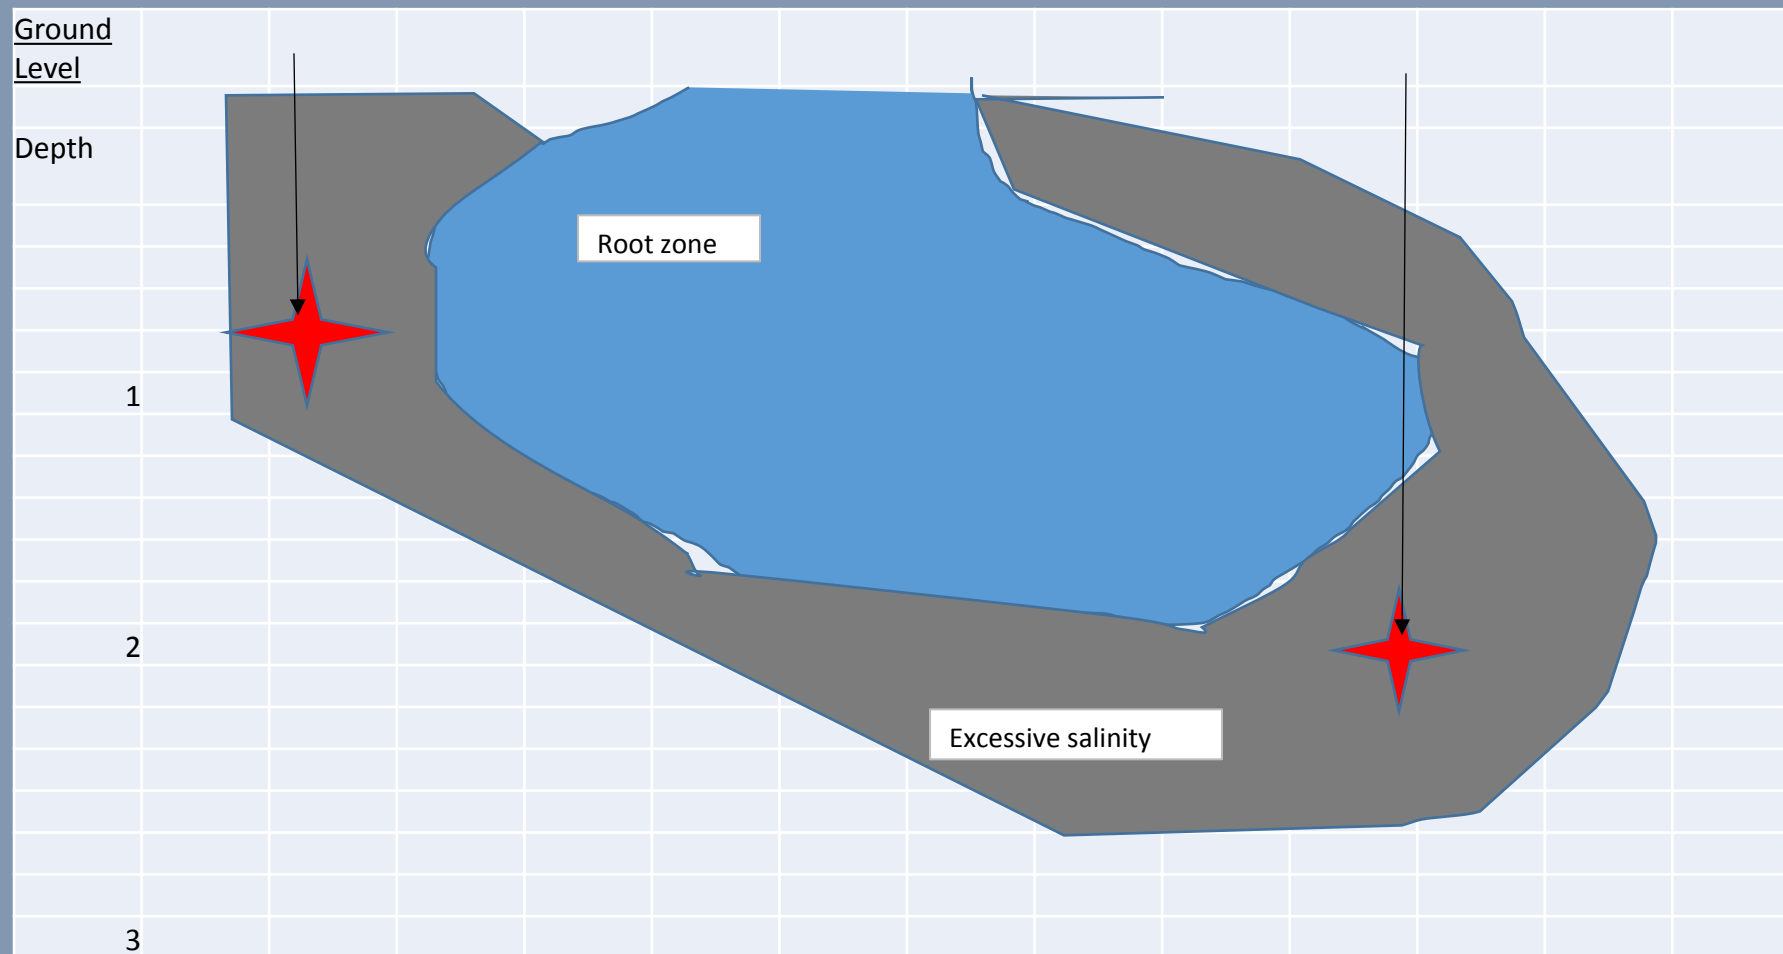 Ground
Level
Depth
Root zone
1
2
Excessive salinity
3